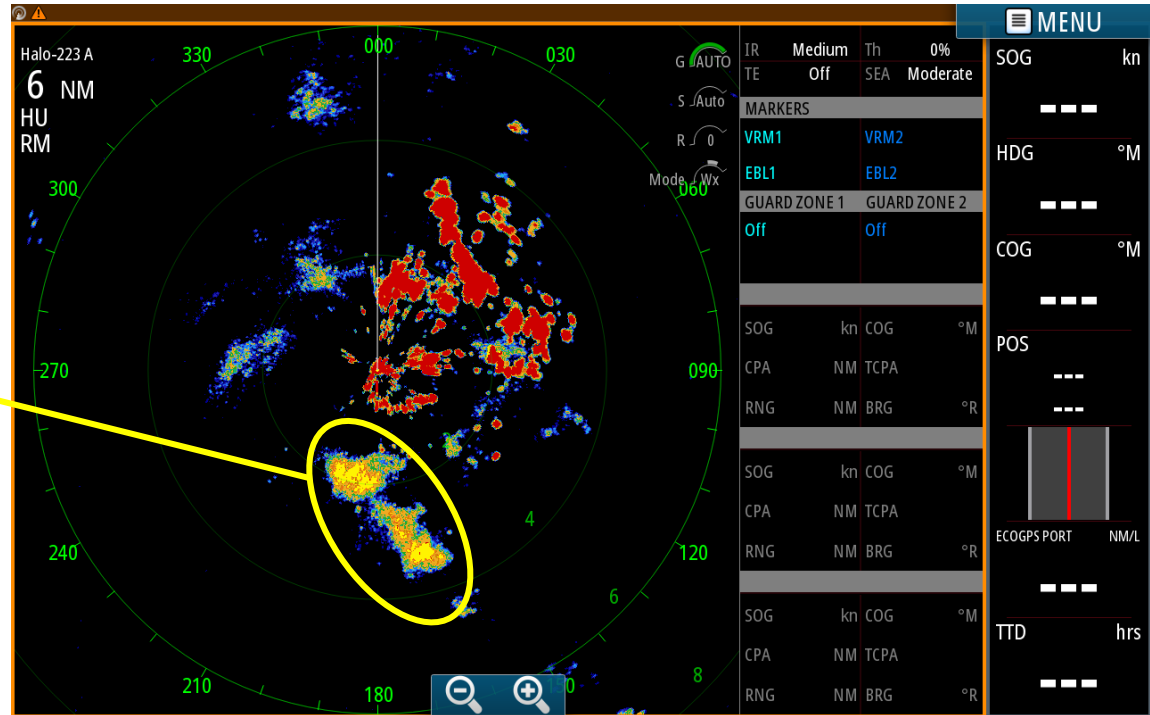 MENU
Halo-223 A
6 NM
HU
RM
330
000
030
300
060
270
090
240
120
210
180
150
4
6
8
G AUTO
S Auto
R 0
Mode Wx
IR Medium Th 0%
TE Off SEA Moderate
MARKERS
VRM1 VRM2
EBL1 EBL2
GUARD ZONE 1 GUARD ZONE 2
Off Off
SOG kn COG °M
CPA NM TCPA
RNG NM BRG °R
SOG kn COG °M
CPA NM TCPA
RNG NM BRG °R
SOG kn COG °M
CPA NM TCPA
RNG NM BRG °R
SOG kn
---
HDG °M
---
COG °M
---
POS
---
---
ECOGPS PORT NM/L
---
TTD hrs
---